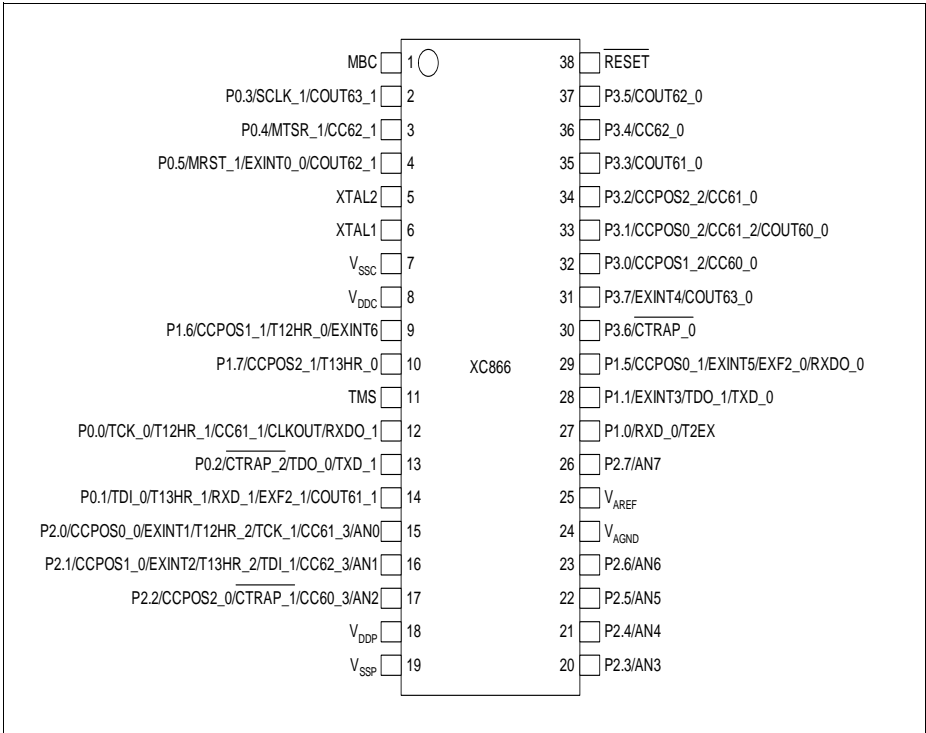 MBC 1 38 RESET
P0.3/SCLK_1/COUT63_1 2 37 P3.5/COUT62_0
P0.4/MTSR_1/CC62_1 3 36 P3.4/CC62_0
P0.5/MRST_1/EXINT0_0/COUT62_1 4 35 P3.3/COUT61_0
XTAL2 5 34 P3.2/CCPOS2_2/CC61_0
XTAL1 6 33 P3.1/CCPOS0_2/CC61_2/COUT60_0
VSSC 7 32 P3.0/CCPOS1_2/CC60_0
VDDC 8 31 P3.7/EXINT4/COUT63_0
P1.6/CCPOS1_1/T12HR_0/EXINT6 9 30 P3.6/CTRAP_0
P1.7/CCPOS2_1/T13HR_0 10 XC866 29 P1.5/CCPOS0_1/EXINT5/EXF2_0/RXDO_0
TMS 11 28 P1.1/EXINT3/TDO_1/TXD_0
P0.0/TCK_0/T12HR_1/CC61_1/CLKOUT/RXDO_1 12 27 P1.0/RXD_0/T2EX
P0.2/CTRAP_2/TDO_0/TXD_1 13 26 P2.7/AN7
P0.1/TDI_0/T13HR_1/RXD_1/EXF2_1/COUT61_1 14 25 VAREF
P2.0/CCPOS0_0/EXINT1/T12HR_2/TCK_1/CC61_3/AN0 15 24 VAGND
P2.1/CCPOS1_0/EXINT2/T13HR_2/TDI_1/CC62_3/AN1 16 23 P2.6/AN6
P2.2/CCPOS2_0/CTRAP_1/CC60_3/AN2 17 22 P2.5/AN5
VDDP 18 21 P2.4/AN4
VSSP 19 20 P2.3/AN3